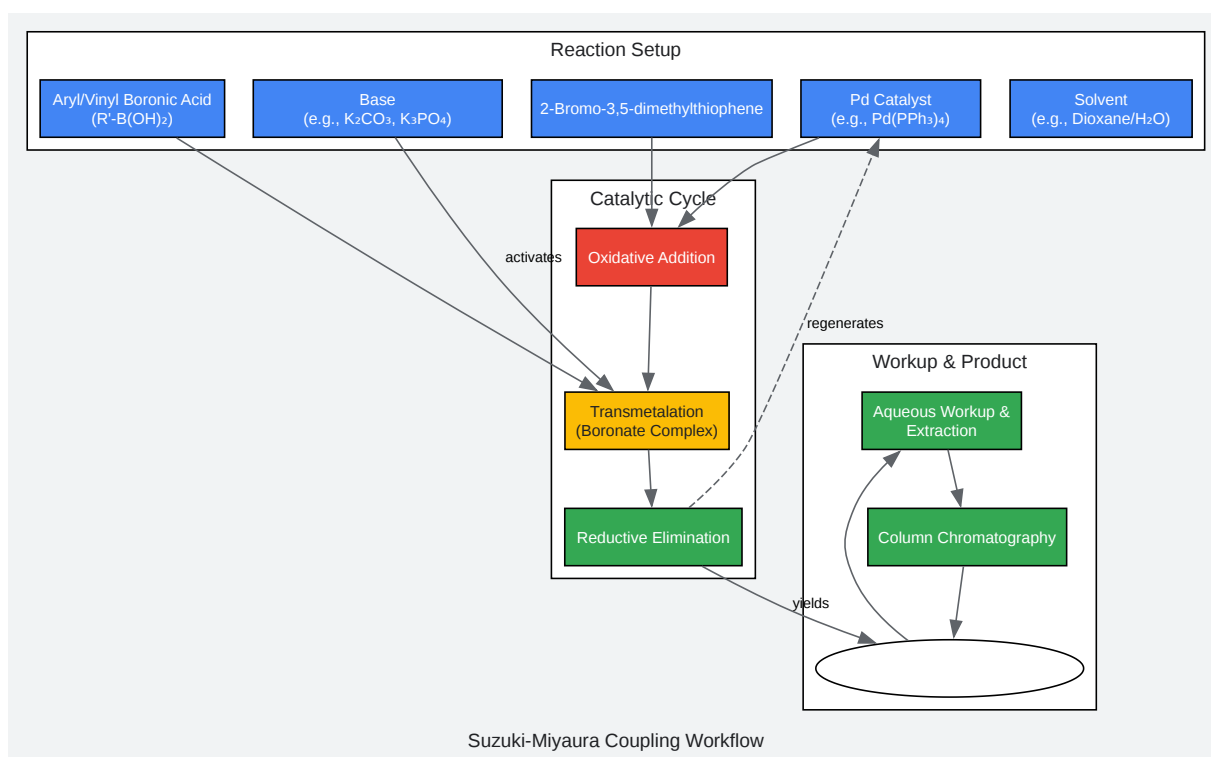 Reaction Setup
Aryl/Vinyl Boronic Acid
(R'-B(OH)₂)
Base
(e.g., K₂CO₃, K₃PO₄)
2-Bromo-3,5-dimethylthiophene
Pd Catalyst
(e.g., Pd(PPh₃)₄)
Solvent
(e.g., Dioxane/H₂O)
Catalytic Cycle
Oxidative Addition
activates
regenerates
Transmetalation
(Boronate Complex)
Reductive Elimination
yields
Workup & Product
Aqueous Workup &
Extraction
Column Chromatography
Suzuki-Miyaura Coupling Workflow